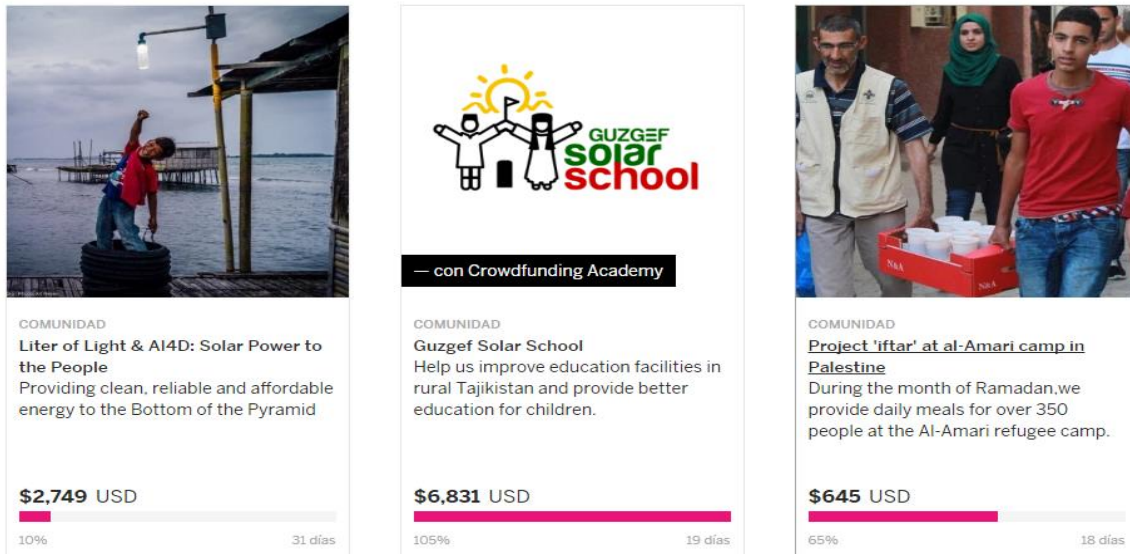 COMUNIDAD
Liter of Light & AI4D: Solar Power to
the People
Providing clean, reliable and affordable
energy to the Bottom of the Pyramid
$2,749 USD
10%
31 días
GUZGEF
solar
school
— con Crowdfunding Academy
COMUNIDAD
Guzgef Solar School
Help us improve education facilities in
rural Tajikistan and provide better
education for children.
$6,831 USD
105%
19 días
N&A
N&A
COMUNIDAD
Project 'iftar' at al-Amari camp in
Palestine
During the month of Ramadan,we
provide daily meals for over 350
people at the Al-Amari refugee camp.
$645 USD
65%
18 días